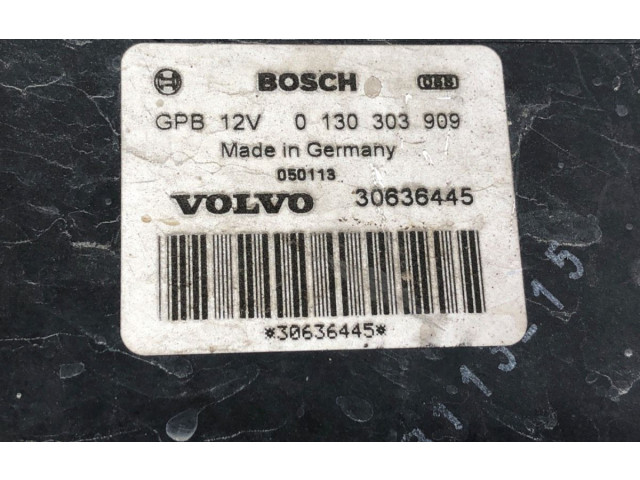 BOSCH
GPB 12V 0 130 303 909
Made in Germany
050113
VOLVO 30636445
*30636445*